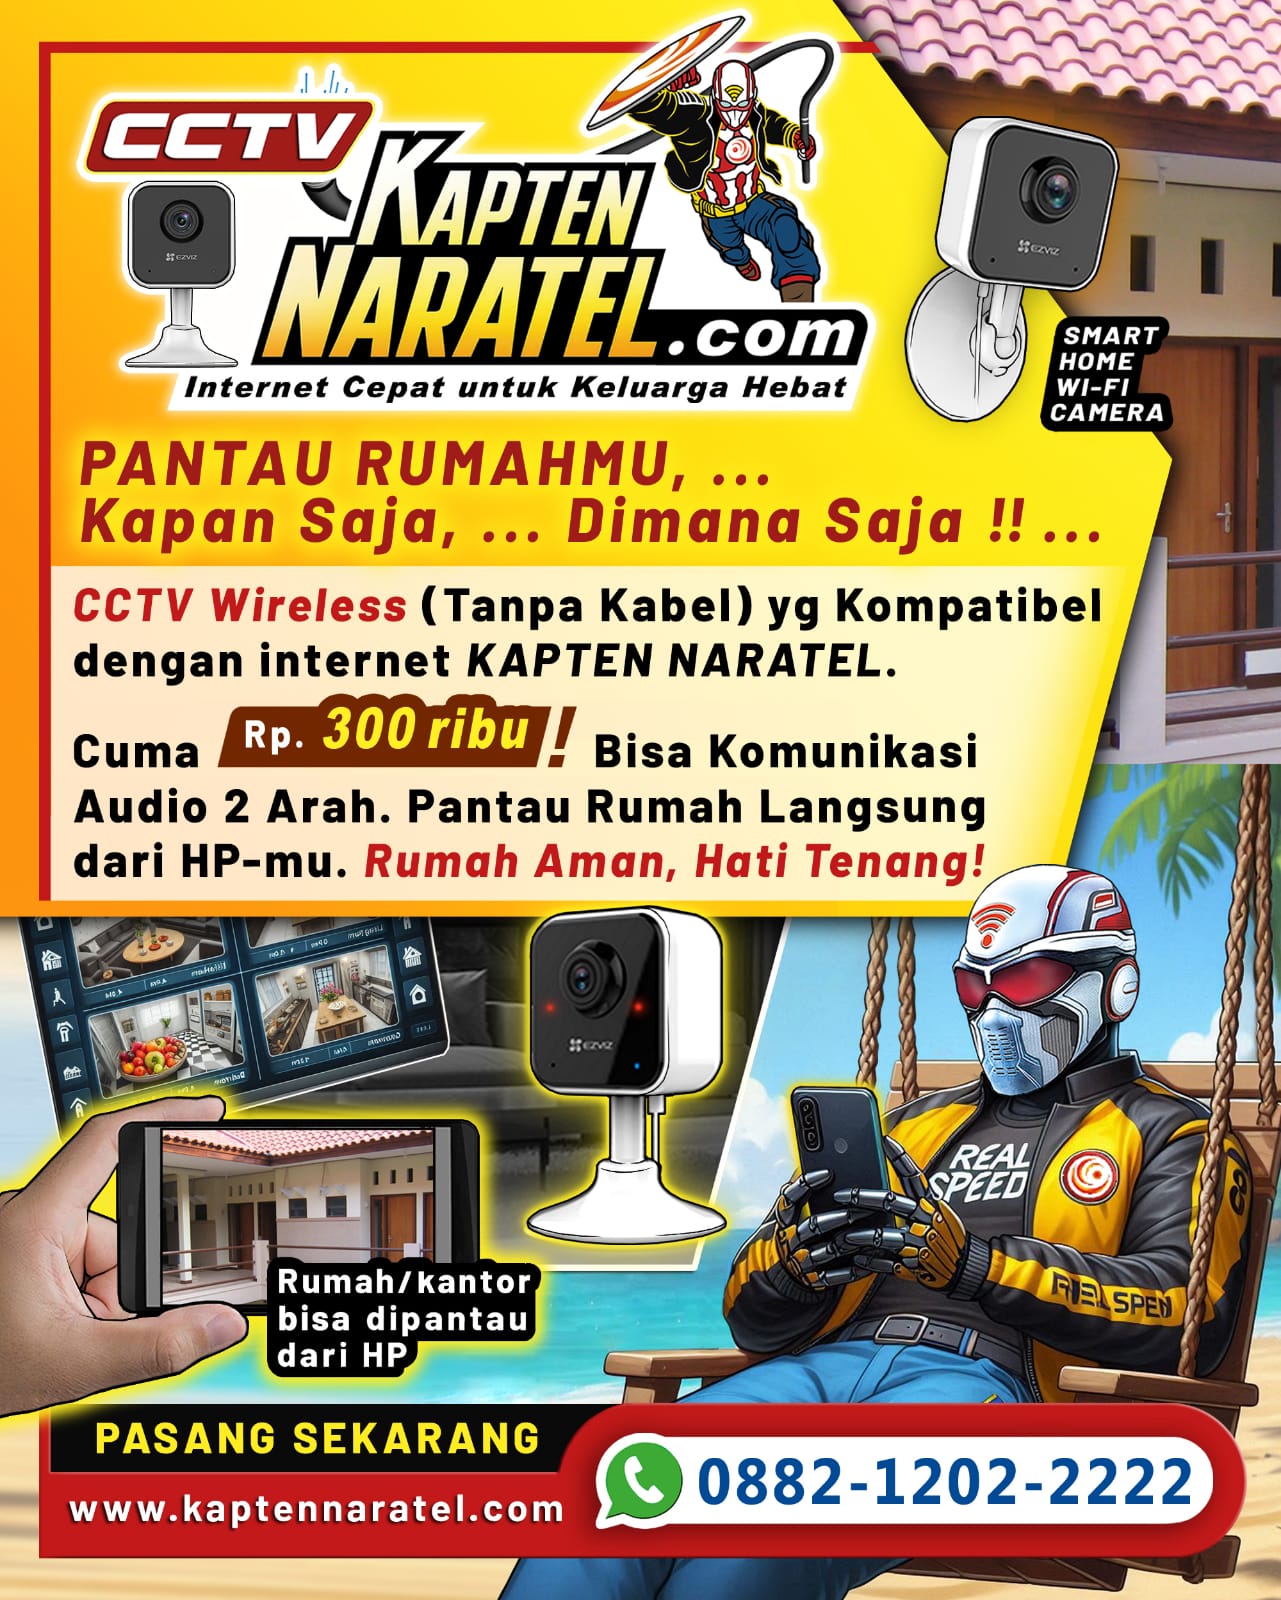 CCTV
KAPTEN
NARATEL.com
Internet Cepat untuk Keluarga Hebat
EZVIZ
EZVIZ
SMART
HOME
WI-FI
CAMERA
PANTAU RUMAHMU, ...
Kapan Saja, ... Dimana Saja !! ...
CCTV Wireless (Tanpa Kabel) yg Kompatibel
dengan internet KAPTEN NARATEL.
Cuma Rp. 300 ribu! Bisa Komunikasi
Audio 2 Arah. Pantau Rumah Langsung
dari HP-mu. Rumah Aman, Hati Tenang!
EZVIZ
REAL
SPEED
Rumah/kantor
bisa dipantau
dari HP
PASANG SEKARANG
www.kaptennaratel.com
0882-1202-2222